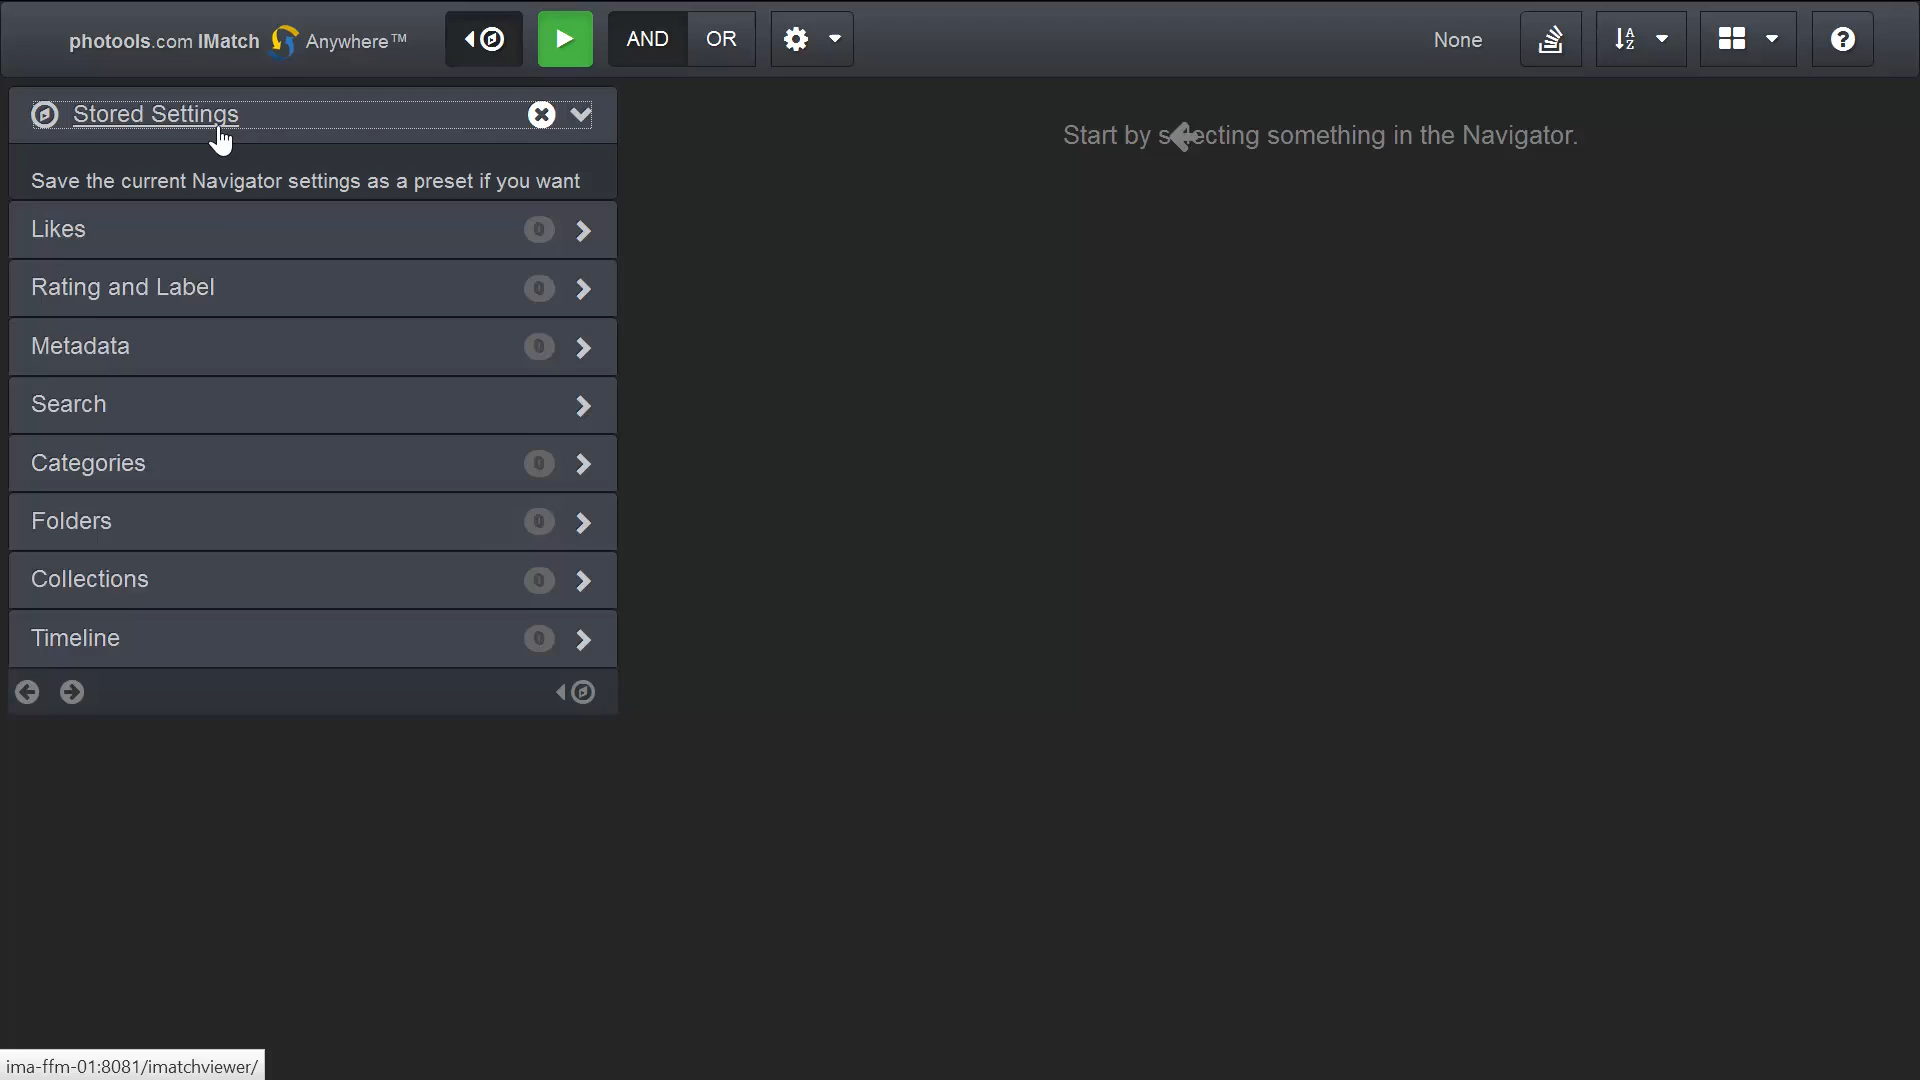 photools.com IMatch Anywhere™
AND OR
None
Stored Settings
Start by selecting something in the Navigator.
Save the current Navigator settings as a preset if you want
Likes 0
Rating and Label 0
Metadata 0
Search
Categories 0
Folders 0
Collections 0
Timeline 0
ima-ffm-01:8081/imatchviewer/